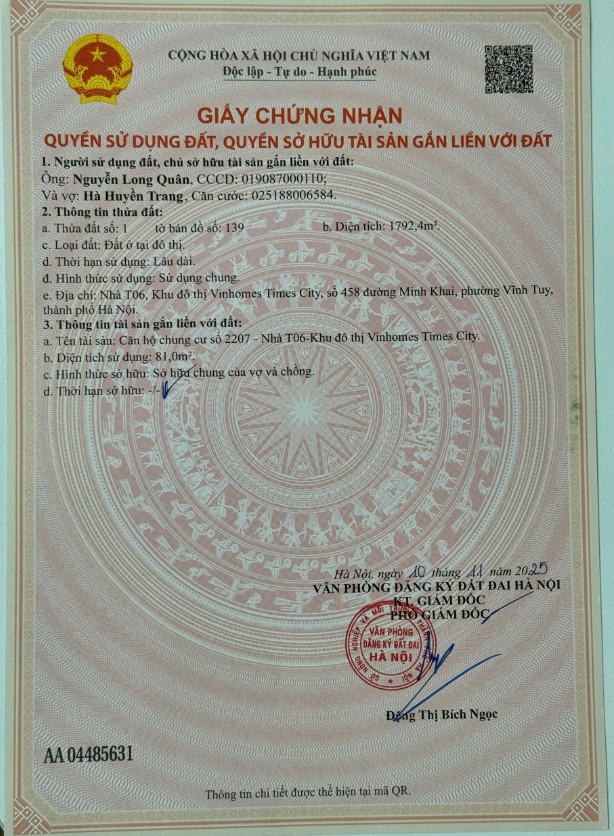 CỘNG HÒA XÃ HỘI CHỦ NGHĨA VIỆT NAM
Độc lập - Tự do - Hạnh phúc
GIẤY CHỨNG NHẬN
QUYỀN SỬ DỤNG ĐẤT, QUYỀN SỞ HỮU TÀI SẢN GẮN LIỀN VỚI ĐẤT
1. Người sử dụng đất, chủ sở hữu tài sản gắn liền với đất:
Ông: Nguyễn Long Quân, CCCD: 019087000110;
Và vợ: Hà Huyền Trang, Căn cước: 025188006584.
2. Thông tin thửa đất:
a. Thửa đất số: 1 tờ bản đồ số: 139 b. Diện tích: 1792,4m².
c. Loại đất: Đất ở tại đô thị.
d. Thời hạn sử dụng: Lâu dài.
đ. Hình thức sử dụng: Sử dụng chung.
e. Địa chỉ: Nhà T06, Khu đô thị Vinhomes Times City, số 458 đường Minh Khai, phường Vĩnh Tuy,
thành phố Hà Nội.
3. Thông tin tài sản gắn liền với đất:
a. Tên tài sản: Căn hộ chung cư số 2207 - Nhà T06-Khu đô thị Vinhomes Times City.
b. Diện tích sử dụng: 81,0m².
c. Hình thức sở hữu: Sở hữu chung của vợ và chồng.
d. Thời hạn sở hữu: -/-
Hà Nội, ngày 10 tháng 11 năm 2025
VĂN PHÒNG ĐĂNG KÝ ĐẤT ĐAI HÀ NỘI
KT. GIÁM ĐỐC
PHÓ GIÁM ĐỐC
SỞ NÔNG NGHIỆP VÀ MÔI TRƯỜNG THÀNH PHỐ HÀ NỘI
VĂN PHÒNG
ĐĂNG KÝ ĐẤT ĐAI
HÀ NỘI
Đặng Thị Bích Ngọc
AA 04485631
Thông tin chi tiết được thể hiện tại mã QR.